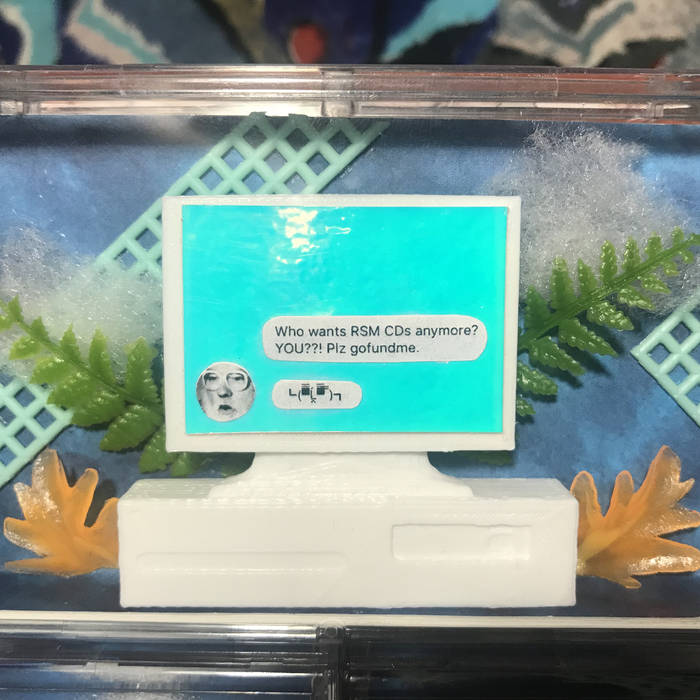 Who wants RSM CDs anymore?
YOU??! Plz gofundme.